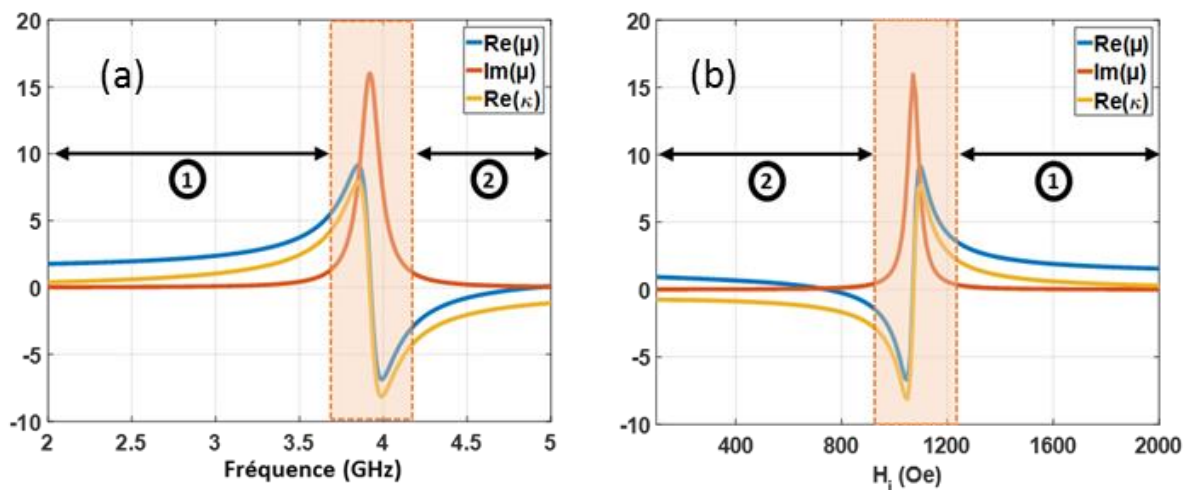 (a)
Re(μ)
Im(μ)
Re(κ)
20
15
10
5
0
-5
-10
1
2
2 2.5 3 3.5 4 4.5 5
Fréquence (GHz)
(b)
Re(μ)
Im(μ)
Re(κ)
20
15
10
5
0
-5
-10
2
1
400 800 1200 1600 2000
Hi (Oe)